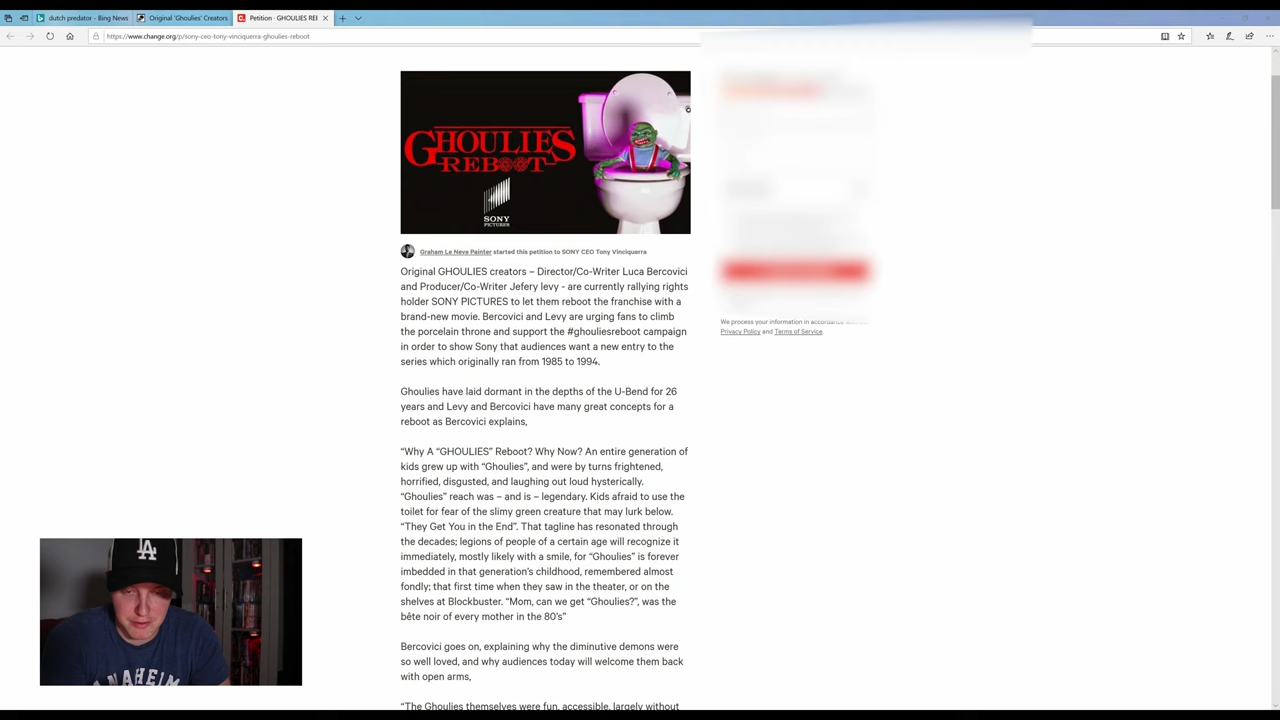 dutch predator - Bing News
Original 'Ghoulies' Creators
Petition · GHOULIES REI
https://www.change.org/p/sony-ceo-tony-vinciquerra-ghoulies-reboot
GHOULIES
REBOOT
SONY
PICTURES
Graham Le Neve Painter started this petition to SONY CEO Tony Vinciquerra
Original GHOULIES creators – Director/Co-Writer Luca Bercovici
and Producer/Co-Writer Jefery levy - are currently rallying rights
holder SONY PICTURES to let them reboot the franchise with a
brand-new movie. Bercovici and Levy are urging fans to climb
the porcelain throne and support the #ghouliesreboot campaign
in order to show Sony that audiences want a new entry to the
series which originally ran from 1985 to 1994.
Ghoulies have laid dormant in the depths of the U-Bend for 26
years and Levy and Bercovici have many great concepts for a
reboot as Bercovici explains,
“Why A “GHOULIES” Reboot? Why Now? An entire generation of
kids grew up with “Ghoulies”, and were by turns frightened,
horrified, disgusted, and laughing out loud hysterically.
“Ghoulies” reach was – and is – legendary. Kids afraid to use the
toilet for fear of the slimy green creature that may lurk below.
“They Get You in the End”. That tagline has resonated through
the decades; legions of people of a certain age will recognize it
immediately, mostly likely with a smile, for “Ghoulies” is forever
imbedded in that generation’s childhood, remembered almost
fondly; that first time when they saw in the theater, or on the
shelves at Blockbuster. “Mom, can we get “Ghoulies?”, was the
bête noir of every mother in the 80’s”
Bercovici goes on, explaining why the diminutive demons were
so well loved, and why audiences today will welcome them back
with open arms,
“The Ghoulies themselves were fun, accessible, largely without
We process your information in accordance
Privacy Policy and Terms of Service.
LA
ANAHEIM